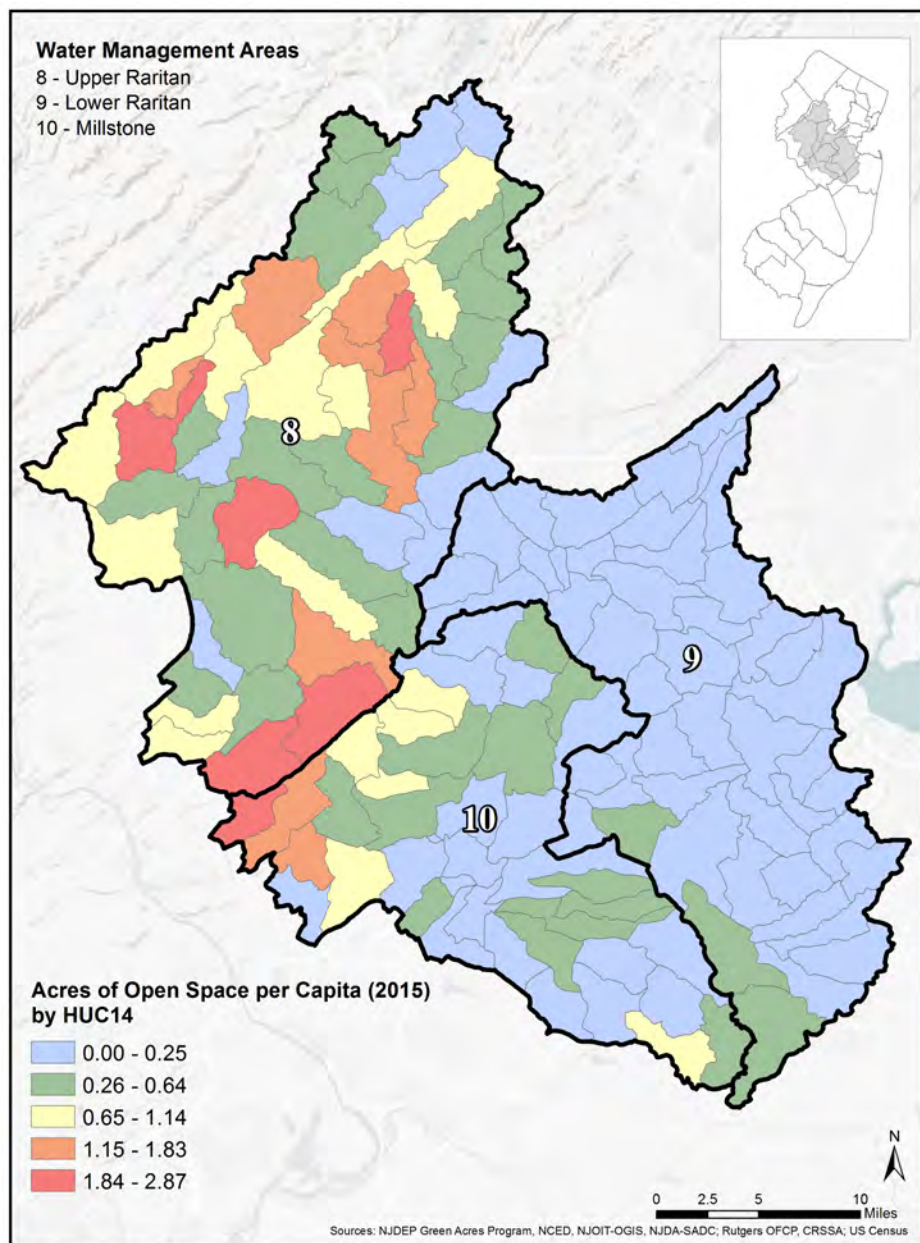 Water Management Areas
8 - Upper Raritan
9 - Lower Raritan
10 - Millstone
8
9
10
Acres of Open Space per Capita (2015)
by HUC14
0.00 - 0.25
0.26 - 0.64
0.65 - 1.14
1.15 - 1.83
1.84 - 2.87
N
0 2.5 5 10
Miles
Sources: NJDEP Green Acres Program, NCED, NJOIT-OGIS, NJDA-SADC; Rutgers OFCP, CRSSA; US Census